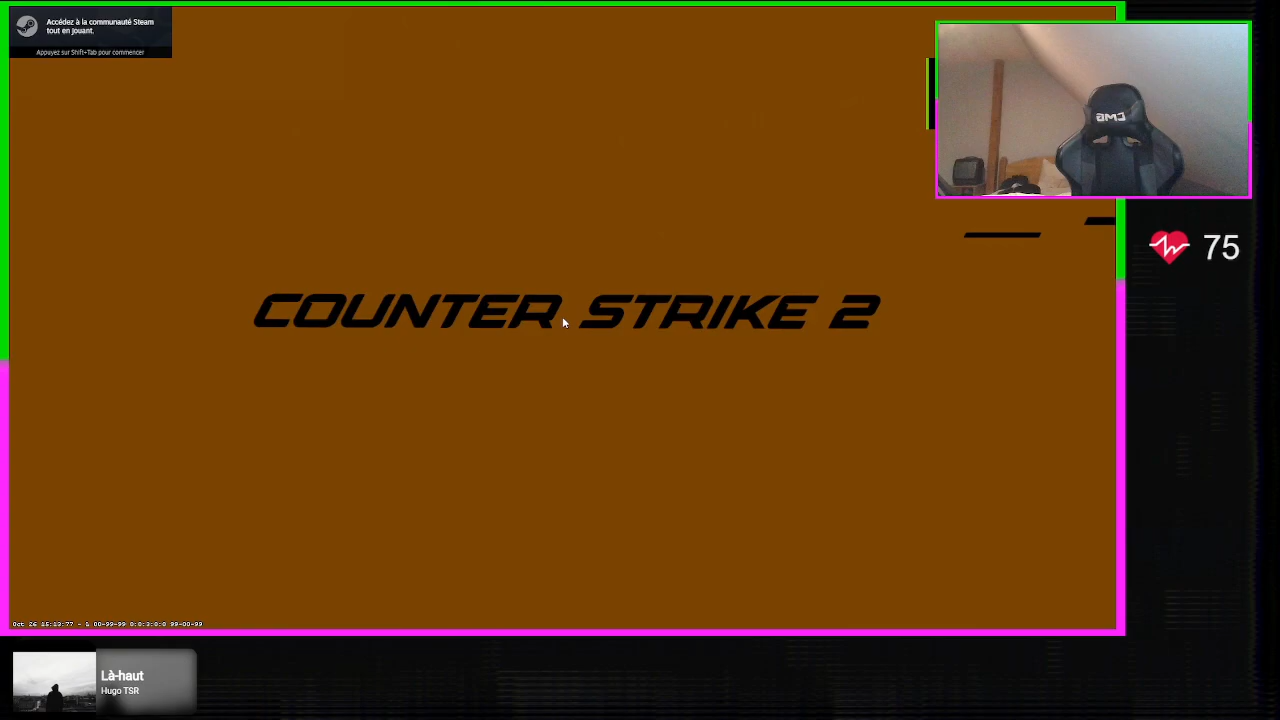 Accédez à la communauté Steam
tout en jouant.
Appuyez sur Shift+Tab pour commencer
75
COUNTER STRIKE 2
Là-haut
Hugo TSR